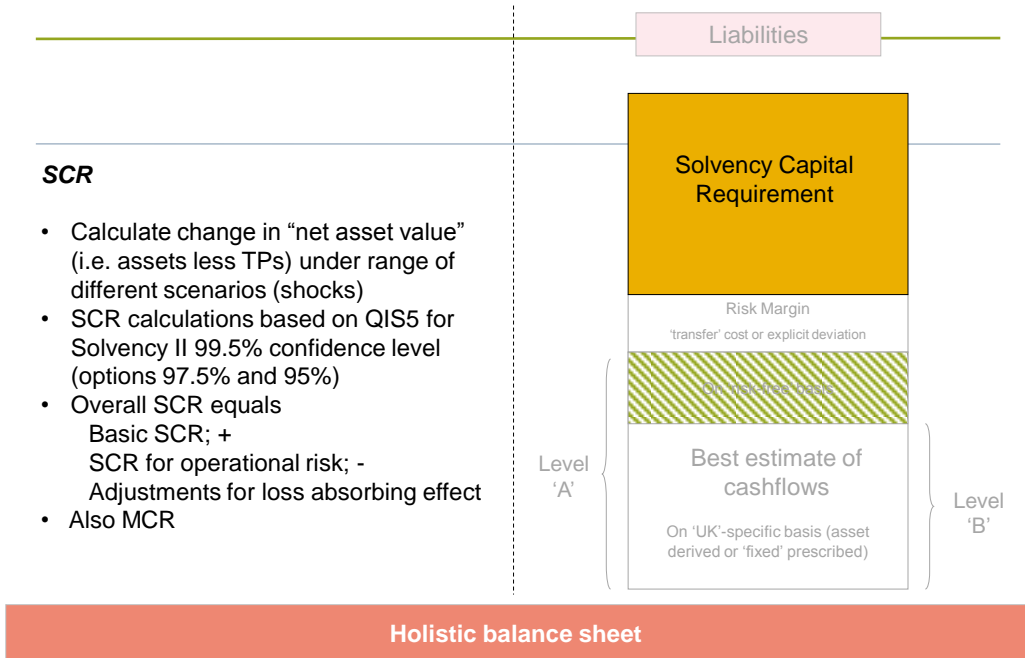 Liabilities
SCR
• Calculate change in “net asset value”
(i.e. assets less TPs) under range of
different scenarios (shocks)
• SCR calculations based on QIS5 for
Solvency II 99.5% confidence level
(options 97.5% and 95%)
• Overall SCR equals
Basic SCR; +
SCR for operational risk; -
Adjustments for loss absorbing effect
• Also MCR
Solvency Capital
Requirement
Risk Margin
‘transfer’ cost or explicit deviation
On ‘risk-free’ basis
Level
‘A’
Best estimate of
cashflows
On ‘UK’-specific basis (asset
derived or ‘fixed’ prescribed)
Level
‘B’
Holistic balance sheet